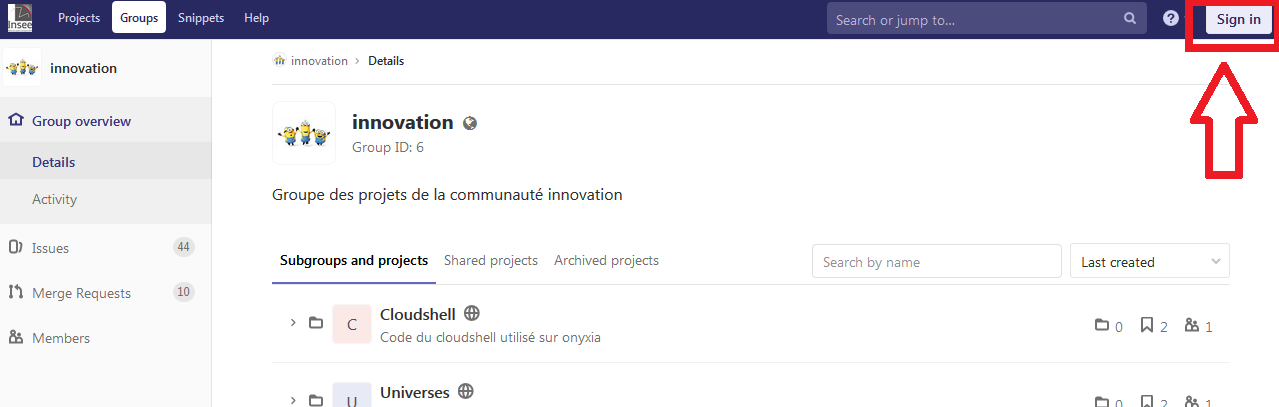 Insee Projects Groups Snippets Help Search or jump to... Sign in
innovation
innovation › Details
Group overview
innovation
Group ID: 6
Details
Groupe des projets de la communauté innovation
Activity
Issues 44
Subgroups and projects Shared projects Archived projects Search by name Last created
Merge Requests 10
C Cloudshell 0 2 1
Code du cloudshell utilisé sur onyxia
Members
U Universes 0 2 1